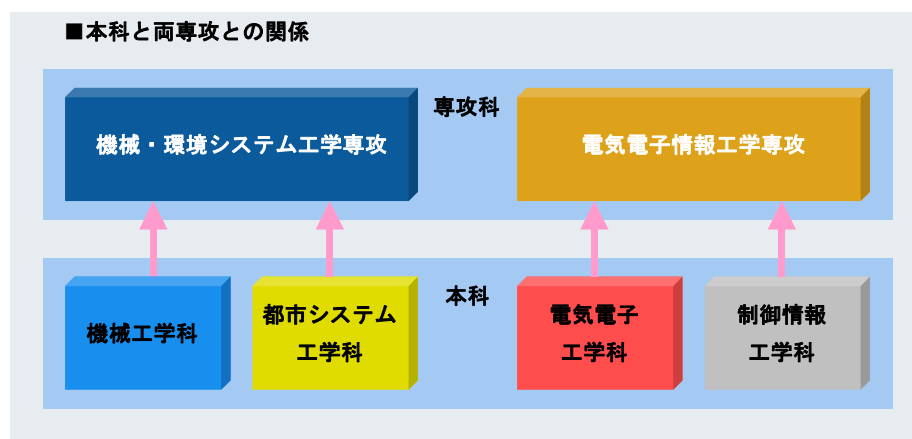 ■本科と両専攻との関係
専攻科
機械・環境システム工学専攻
電気電子情報工学専攻
本科
機械工学科
都市システム
工学科
電気電子
工学科
制御情報
工学科